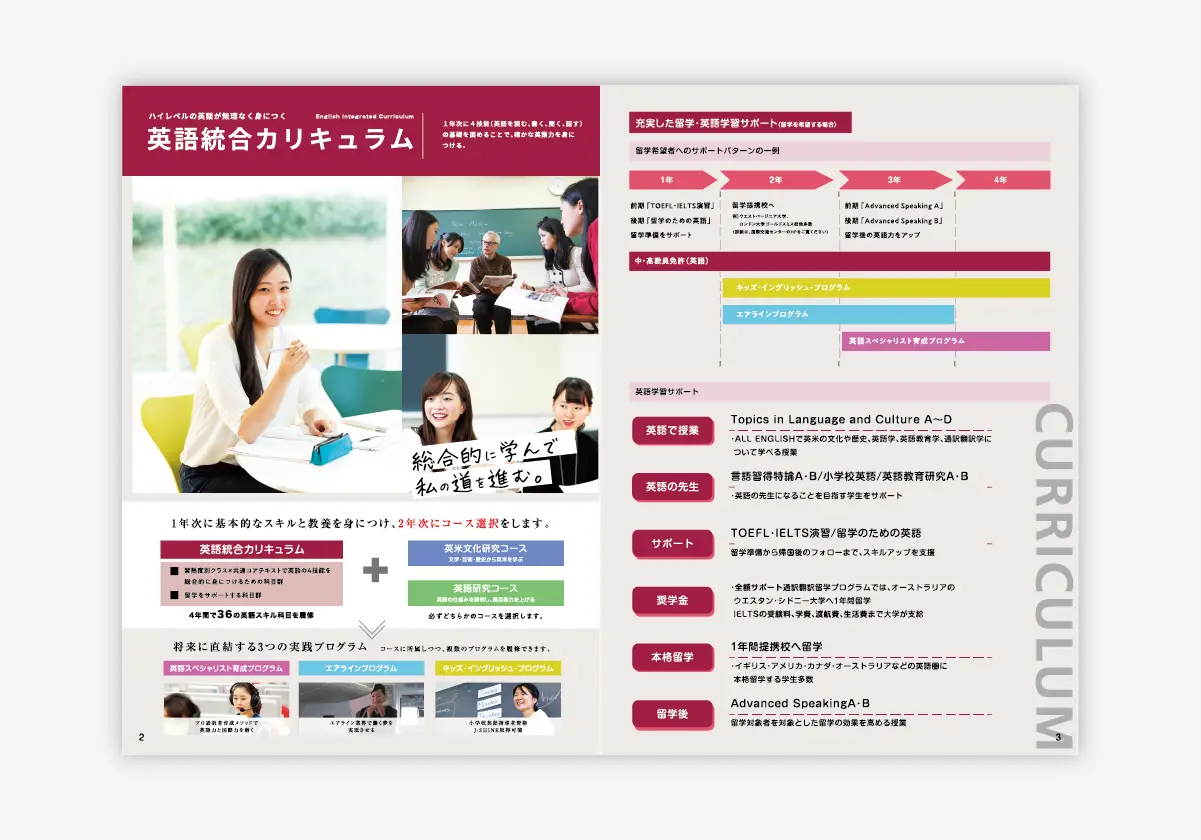 ハイレベルの英語が無理なく身につく
English Integrated Curriculum
英語統合カリキュラム
1年次に4技能(英語を読む、書く、聞く、話す)
の基礎を固めることで、確かな英語力を身に
つける。
総合的に学んで
私の道を進む。
1年次に基本的なスキルと教養を身につけ、2年次にコース選択をします。
英語統合カリキュラム
■ 習熟度別クラス×共通コアテキストで英語の4技能を
総合的に身につけるための科目群
■ 留学をサポートする科目群
4年間で36の英語スキル科目を履修
+
英米文化研究コース
文学・芸術・歴史から英米を学ぶ
英語研究コース
英語の仕組みを解明し、運用能力を上げる
必ずどちらかのコースを選択します。
将来に直結する3つの実践プログラム
コースに所属しつつ、複数のプログラムを履修できます。
英語スペシャリスト育成プログラム
プロ通訳者育成メソッドで
英語力と国際力を磨く
エアラインプログラム
エアライン業界で働く夢を
実現させる
キッズ・イングリッシュ・プログラム
小学校英語指導者資格
J-SHINE取得可能
2
充実した留学・英語学習サポート(留学を希望する場合)
留学希望者へのサポートパターンの一例
1年
2年
3年
4年
前期「TOEFL・IELTS演習」
後期「留学のための英語」
留学準備をサポート
留学提携校へ
例)ウエストバージニア大学、
ロンドン大学ゴールドスミス校他多数
(詳細は、国際交流センターのHPをご覧ください)
前期「Advanced Speaking A」
後期「Advanced Speaking B」
留学後の英語力をアップ
中・高教員免許(英語)
キッズ・イングリッシュ・プログラム
エアラインプログラム
英語スペシャリスト育成プログラム
英語学習サポート
英語で授業
Topics in Language and Culture A～D
・ALL ENGLISHで英米の文化や歴史、英語学、英語教育学、通訳翻訳学に
ついて学べる授業
英語の先生
言語習得特論A・B/小学校英語/英語教育研究A・B
・英語の先生になることを目指す学生をサポート
サポート
TOEFL・IELTS演習/留学のための英語
留学準備から帰国後のフォローまで、スキルアップを支援
奨学金
・全額サポート通訳翻訳留学プログラムでは、オーストラリアの
ウエスタン・シドニー大学へ1年間留学
IELTSの受験料、学費、渡航費、生活費まで大学が支給
本格留学
1年間提携校へ留学
・イギリス・アメリカ・カナダ・オーストラリアなどの英語圏に
本格留学する学生多数
留学後
Advanced SpeakingA・B
留学対象者を対象とした留学の効果を高める授業
CURRICULUM
3